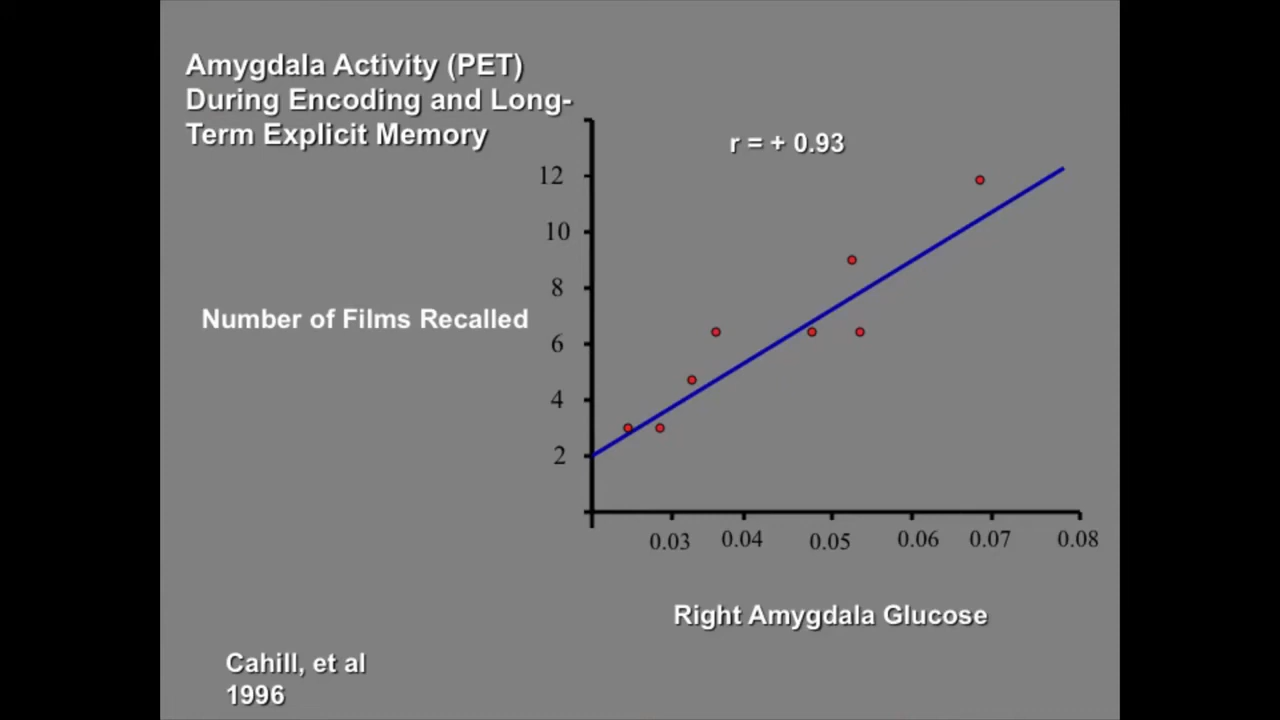 Amygdala Activity (PET)
During Encoding and Long-
Term Explicit Memory
r = + 0.93
12
10
8
Number of Films Recalled
6
4
2
0.03 0.04 0.05 0.06 0.07 0.08
Right Amygdala Glucose
Cahill, et al
1996